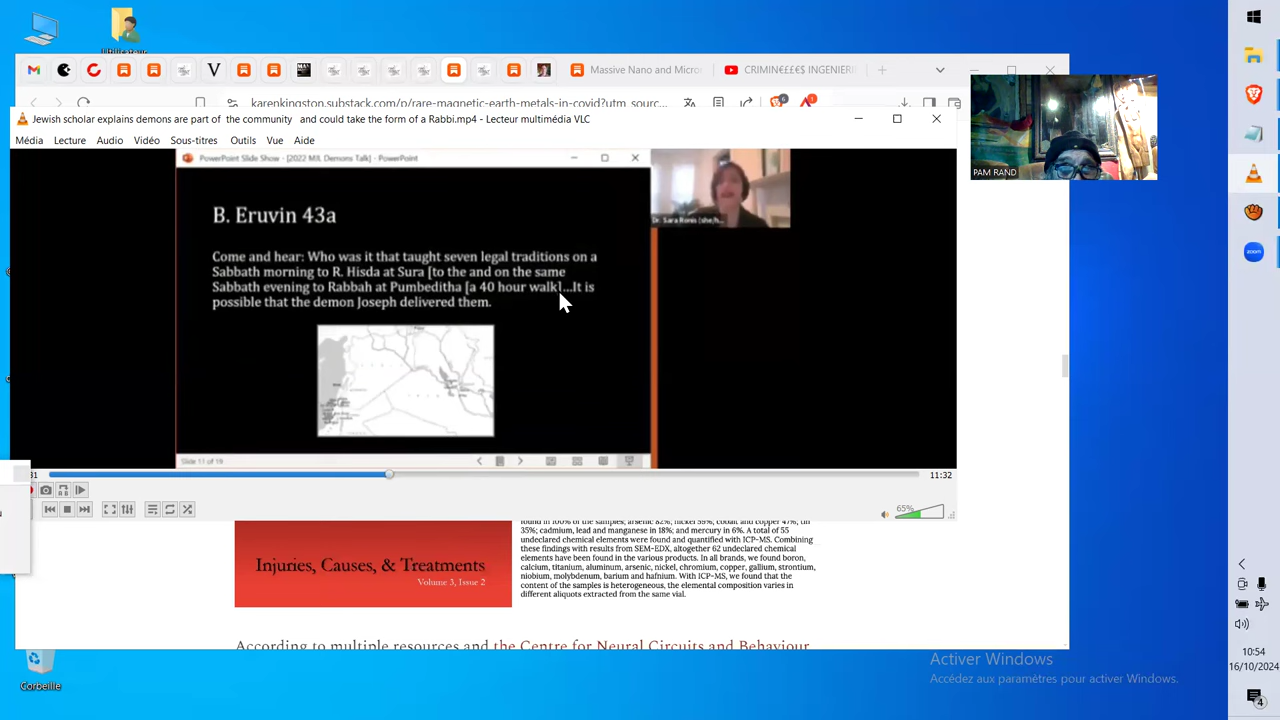 Massive Nano and Micro
CRIMIN€££€$ INGENIERI
karenkingston.substack.com/p/rare-magnetic-earth-metals-in-covid?utm_sourc...
6
1
Jewish scholar explains demons are part of the community and could take the form of a Rabbi.mp4 - Lecteur multimédia VLC
Média Lecture Audio Vidéo Sous-titres Outils Vue Aide
PowerPoint Slide Show - [2022 MJL Demons Talk] - PowerPoint
PAM RAND
Dr. Sara Ronis (she/h...
B. Eruvin 43a
Come and hear: Who was it that taught seven legal traditions on a
Sabbath morning to R. Hisda at Sura [to the and on the same
Sabbath evening to Rabbah at Pumbeditha [a 40 hour walk]...It is
possible that the demon Joseph delivered them.
Slide 11 of 19
31
11:32
65%
found in 100% of the samples; arsenic 82%, nickel 59%, cobalt and copper 47%, tin
35%; cadmium, lead and manganese in 18%; and mercury in 6%. A total of 55
undeclared chemical elements were found and quantified with ICP-MS. Combining
these findings with results from SEM-EDX, altogether 62 undeclared chemical
elements have been found in the various products. In all brands, we found boron,
calcium, titanium, aluminum, arsenic, nickel, chromium, copper, gallium, strontium,
niobium, molybdenum, barium and hafnium. With ICP-MS, we found that the
content of the samples is heterogeneous, the elemental composition varies in
different aliquots extracted from the same vial.
Injuries, Causes, & Treatments
Volume 3, Issue 2
According to multiple resources and the Centre for Neural Circuits and Behaviour
Activer Windows
Accédez aux paramètres pour activer Windows.
Corbeille
zoom
10:54
16/10/2024
4